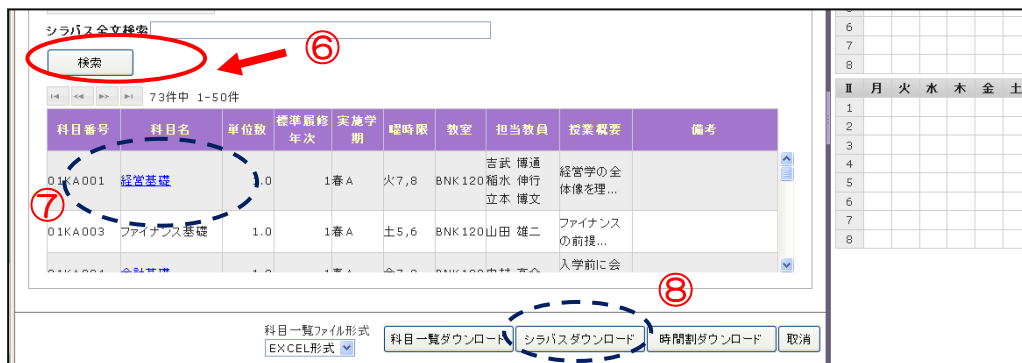 シラバス全文検索
⑥
検索
73件中 1-50件
科目番号 科目名 単位数 標準履修年次 実施学期 曜時限 教室 担当教員 授業概要 備考
01KA001 経営基礎 1.0 1 春A 火7,8 BNK120 吉武 博通 稲水 伸行 立本 博文 経営学の全体像を理...
⑦
01KA003 ファイナンス基礎 1.0 1 春A 土5,6 BNK120 山田 雄二 ファイナンスの前提...
入学前に会
⑧
科目一覧ファイル形式
EXCEL形式 科目一覧ダウンロード シラバスダウンロード 時間割ダウンロード 取消
6
7
8
Ⅱ 月 火 水 木 金 土
1
2
3
4
5
6
7
8